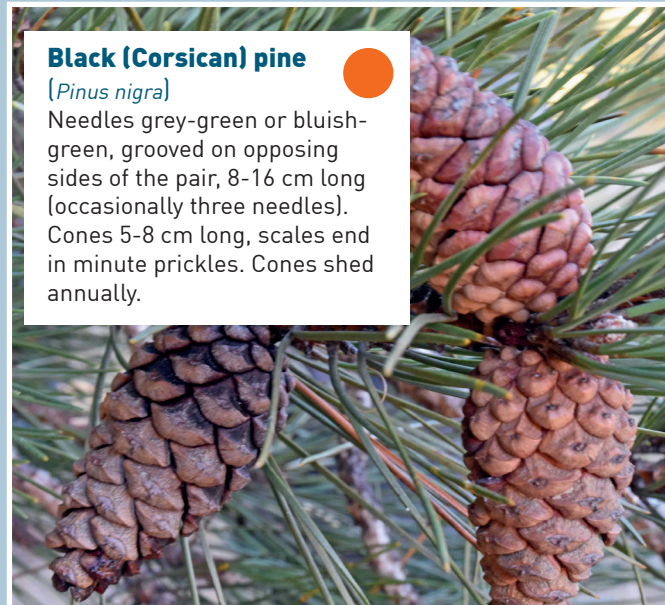 Black (Corsican) pine
(Pinus nigra)
Needles grey-green or bluish-
green, grooved on opposing
sides of the pair, 8-16 cm long
(occasionally three needles).
Cones 5-8 cm long, scales end
in minute prickles. Cones shed
annually.